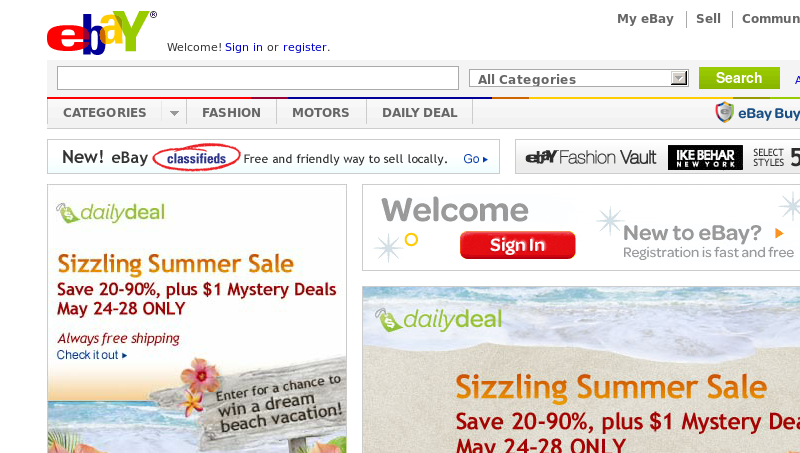 ebaY®
Welcome! Sign in or register.
My eBay
Sell
Commun
All Categories
Search
CATEGORIES
FASHION
MOTORS
DAILY DEAL
eBay Buy
New! eBay classifieds Free and friendly way to sell locally. Go
ebaY Fashion Vault
IKE BEHAR
NEW YORK
SELECT
STYLES
5
dailydeal
Sizzling Summer Sale
Save 20-90%, plus $1 Mystery Deals
May 24-28 ONLY
Always free shipping
Check it out
Enter for a chance to
win a dream
beach vacation!
Welcome
Sign In
New to eBay?
Registration is fast and free
dailydeal
Sizzling Summer Sale
Save 20-90%, plus $1 Mystery Dea
May 24-28 ONLY